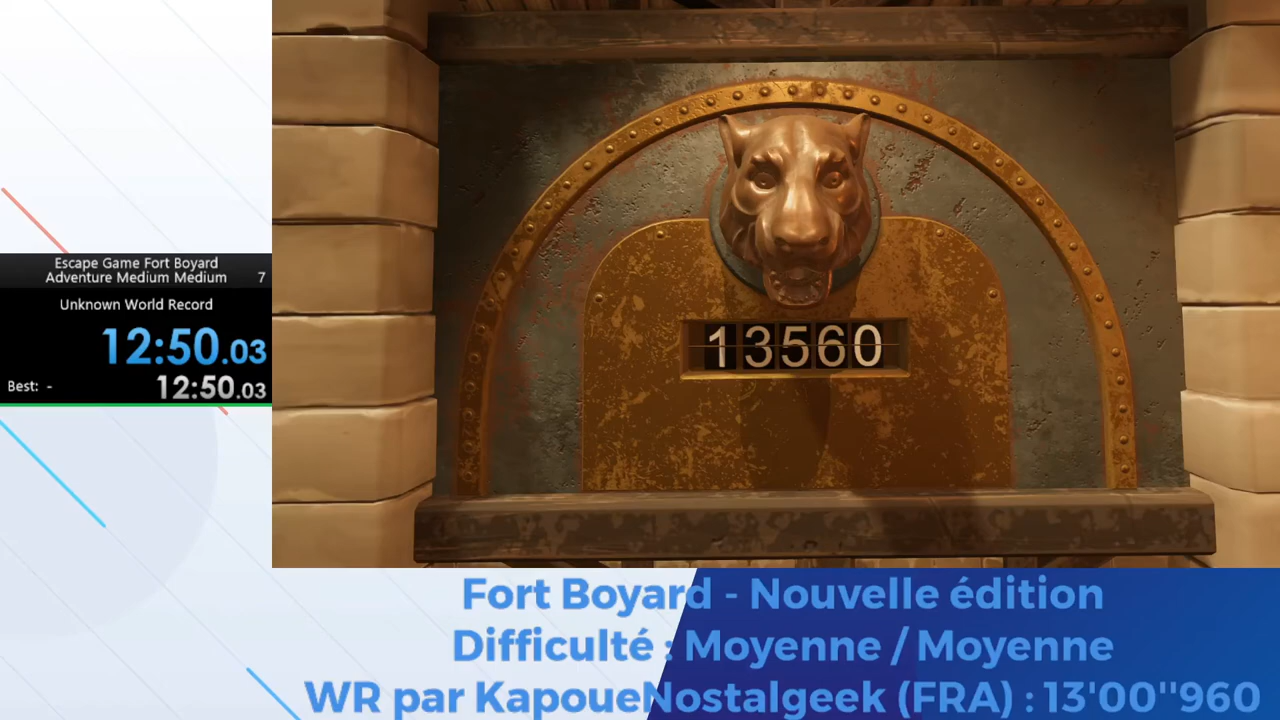 Escape Game Fort Boyard
Adventure Medium Medium 7
Unknown World Record
12:50.03
Best: - 12:50.03
13560
Fort Boyard - Nouvelle édition
Difficulté : Moyenne / Moyenne
WR par KapoueNostalgeek (FRA) : 13'00''960